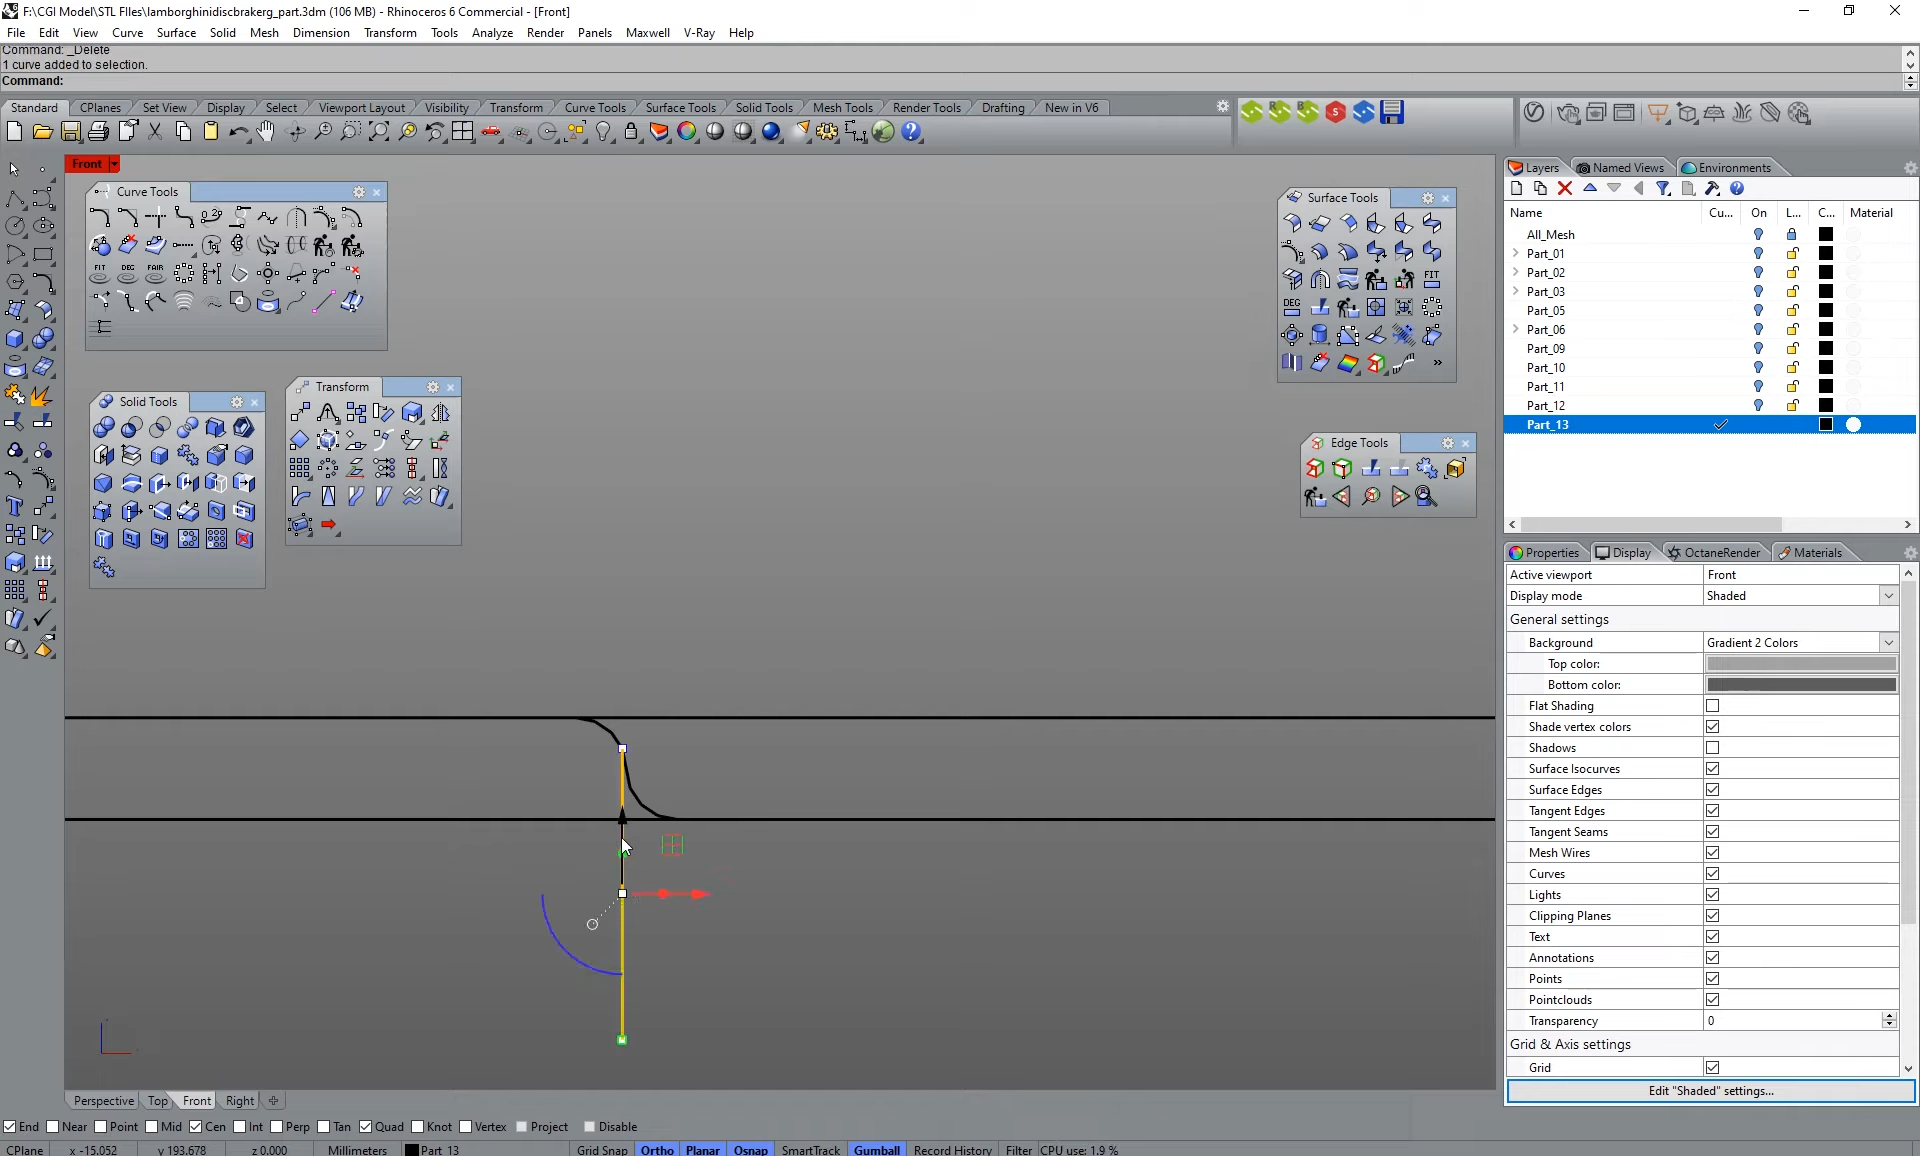 F:\CGI Model\STL FIles\lamborghinidiscbrakerg_part.3dm (106 MB) - Rhinoceros 6 Commercial - [Front]
File Edit View Curve Surface Solid Mesh Dimension Transform Tools Analyze Render Panels Maxwell V-Ray Help
Command: _Delete
1 curve added to selection.
Command:
Standard CPlanes Set View Display Select Viewport Layout Visibility Transform Curve Tools Surface Tools Solid Tools Mesh Tools Render Tools Drafting New in V6
Front
Curve Tools
FIT DEG FAIR
Solid Tools
Transform
Surface Tools
FIT
DEG
Edge Tools
Layers Named Views Environments
Name Cu... On L... C... Material
All_Mesh
Part_01
Part_02
Part_03
Part_05
Part_06
Part_09
Part_10
Part_11
Part_12
Part_13
Properties Display OctaneRender Materials
Active viewport Front
Display mode Shaded
General settings
Background Gradient 2 Colors
Top color:
Bottom color:
Flat Shading
Shade vertex colors
Shadows
Surface Isocurves
Surface Edges
Tangent Edges
Tangent Seams
Mesh Wires
Curves
Lights
Clipping Planes
Text
Annotations
Points
Pointclouds
Transparency 0
Grid & Axis settings
Grid
Edit "Shaded" settings...
Perspective Top Front Right
End Near Point Mid Cen Int Perp Tan Quad Knot Vertex Project Disable
CPlane x -15.052 y 193.678 z 0.000 Millimeters Part_13 Grid Snap Ortho Planar Osnap SmartTrack Gumball Record History Filter CPU use: 1.9 %